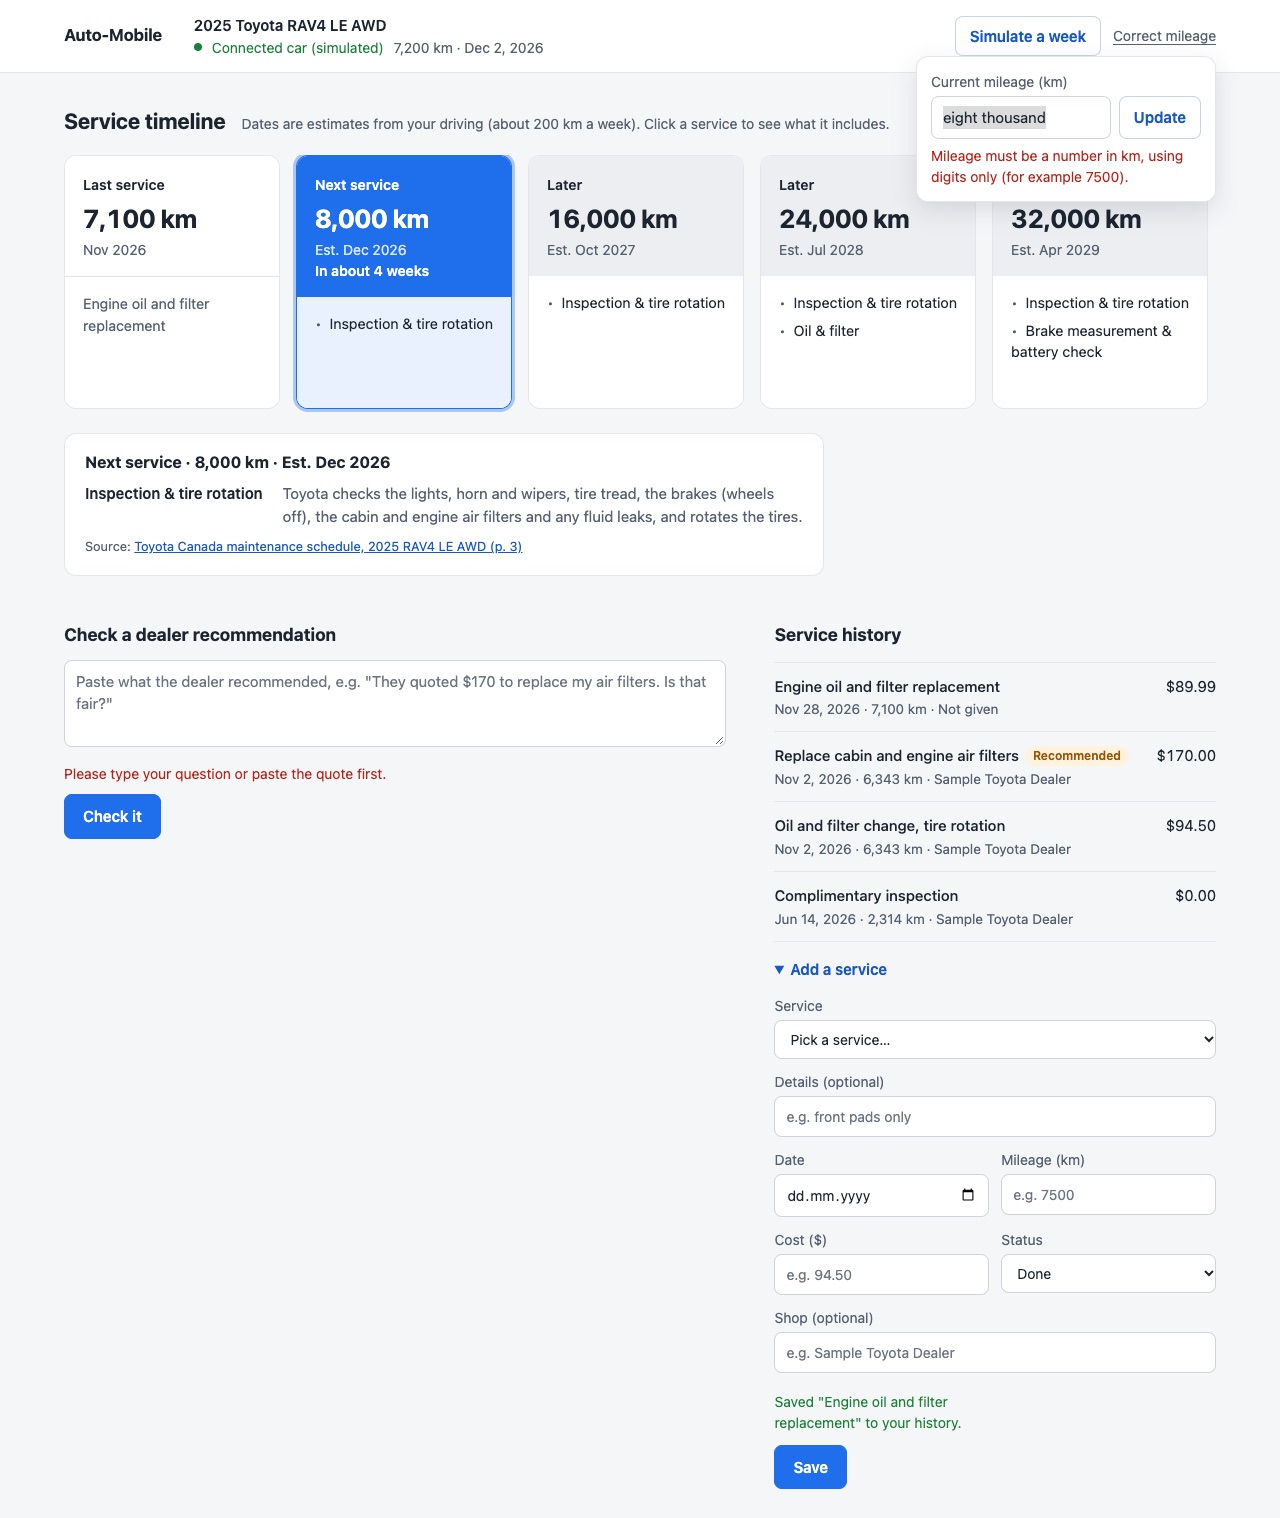 Auto-Mobile
2025 Toyota RAV4 LE AWD
Connected car (simulated) 7,200 km · Dec 2, 2026
Simulate a week
Correct mileage
Current mileage (km)
eight thousand
Update
Mileage must be a number in km, using
digits only (for example 7500).
Service timeline
Dates are estimates from your driving (about 200 km a week). Click a service to see what it includes.
Last service
7,100 km
Nov 2026
Engine oil and filter
replacement
Next service
8,000 km
Est. Dec 2026
In about 4 weeks
• Inspection & tire rotation
Later
16,000 km
Est. Oct 2027
• Inspection & tire rotation
Later
24,000 km
Est. Jul 2028
• Inspection & tire rotation
• Oil & filter
32,000 km
Est. Apr 2029
• Inspection & tire rotation
• Brake measurement &
battery check
Next service · 8,000 km · Est. Dec 2026
Inspection & tire rotation
Toyota checks the lights, horn and wipers, tire tread, the brakes (wheels
off), the cabin and engine air filters and any fluid leaks, and rotates the tires.
Source: Toyota Canada maintenance schedule, 2025 RAV4 LE AWD (p. 3)
Check a dealer recommendation
Paste what the dealer recommended, e.g. "They quoted $170 to replace my air filters. Is that
fair?"
Please type your question or paste the quote first.
Check it
Service history
Engine oil and filter replacement $89.99
Nov 28, 2026 · 7,100 km · Not given
Replace cabin and engine air filters Recommended $170.00
Nov 2, 2026 · 6,343 km · Sample Toyota Dealer
Oil and filter change, tire rotation $94.50
Nov 2, 2026 · 6,343 km · Sample Toyota Dealer
Complimentary inspection $0.00
Jun 14, 2026 · 2,314 km · Sample Toyota Dealer
▼ Add a service
Service
Pick a service...
Details (optional)
e.g. front pads only
Date
dd.mm.yyyy
Mileage (km)
e.g. 7500
Cost ($)
e.g. 94.50
Status
Done
Shop (optional)
e.g. Sample Toyota Dealer
Saved "Engine oil and filter
replacement" to your history.
Save